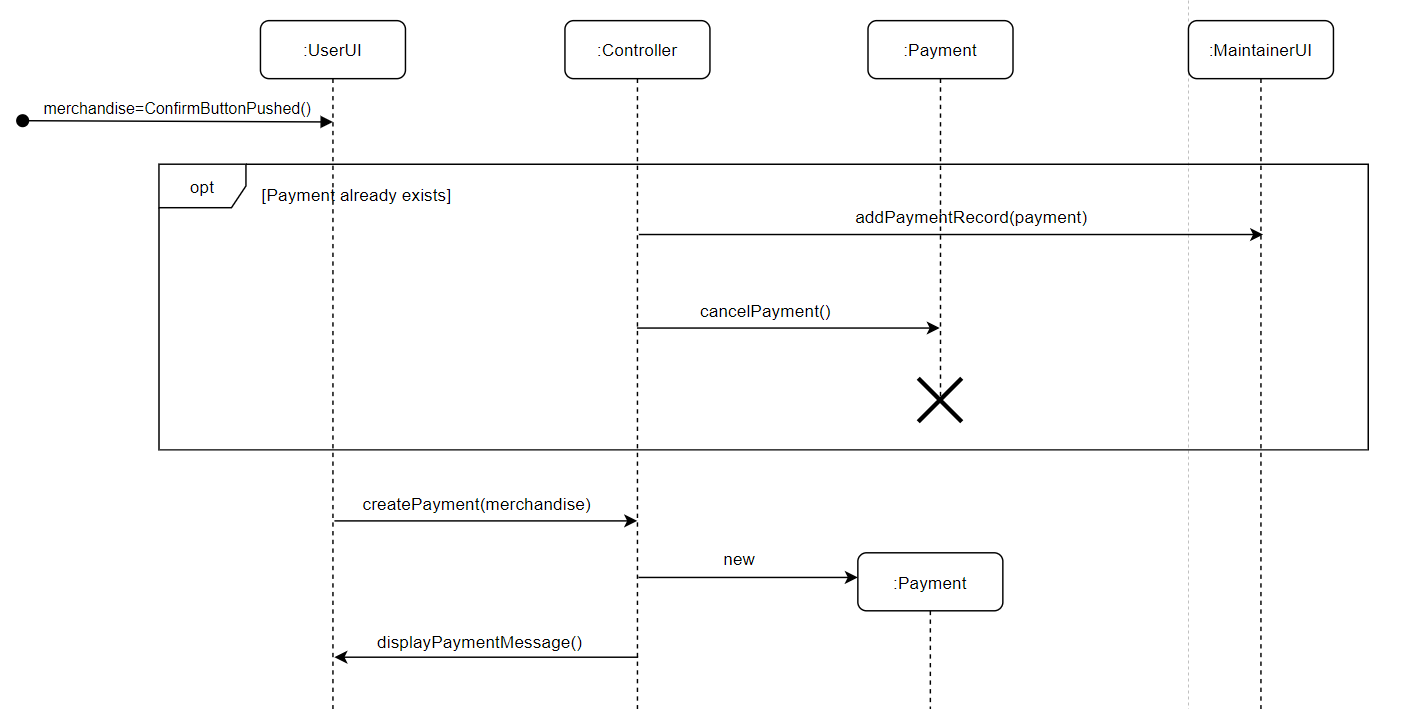 :UserUI
:Controller
:Payment
:MaintainerUI
merchandise=ConfirmButtonPushed()
opt
[Payment already exists]
addPaymentRecord(payment)
cancelPayment()
createPayment(merchandise)
new
:Payment
displayPaymentMessage()